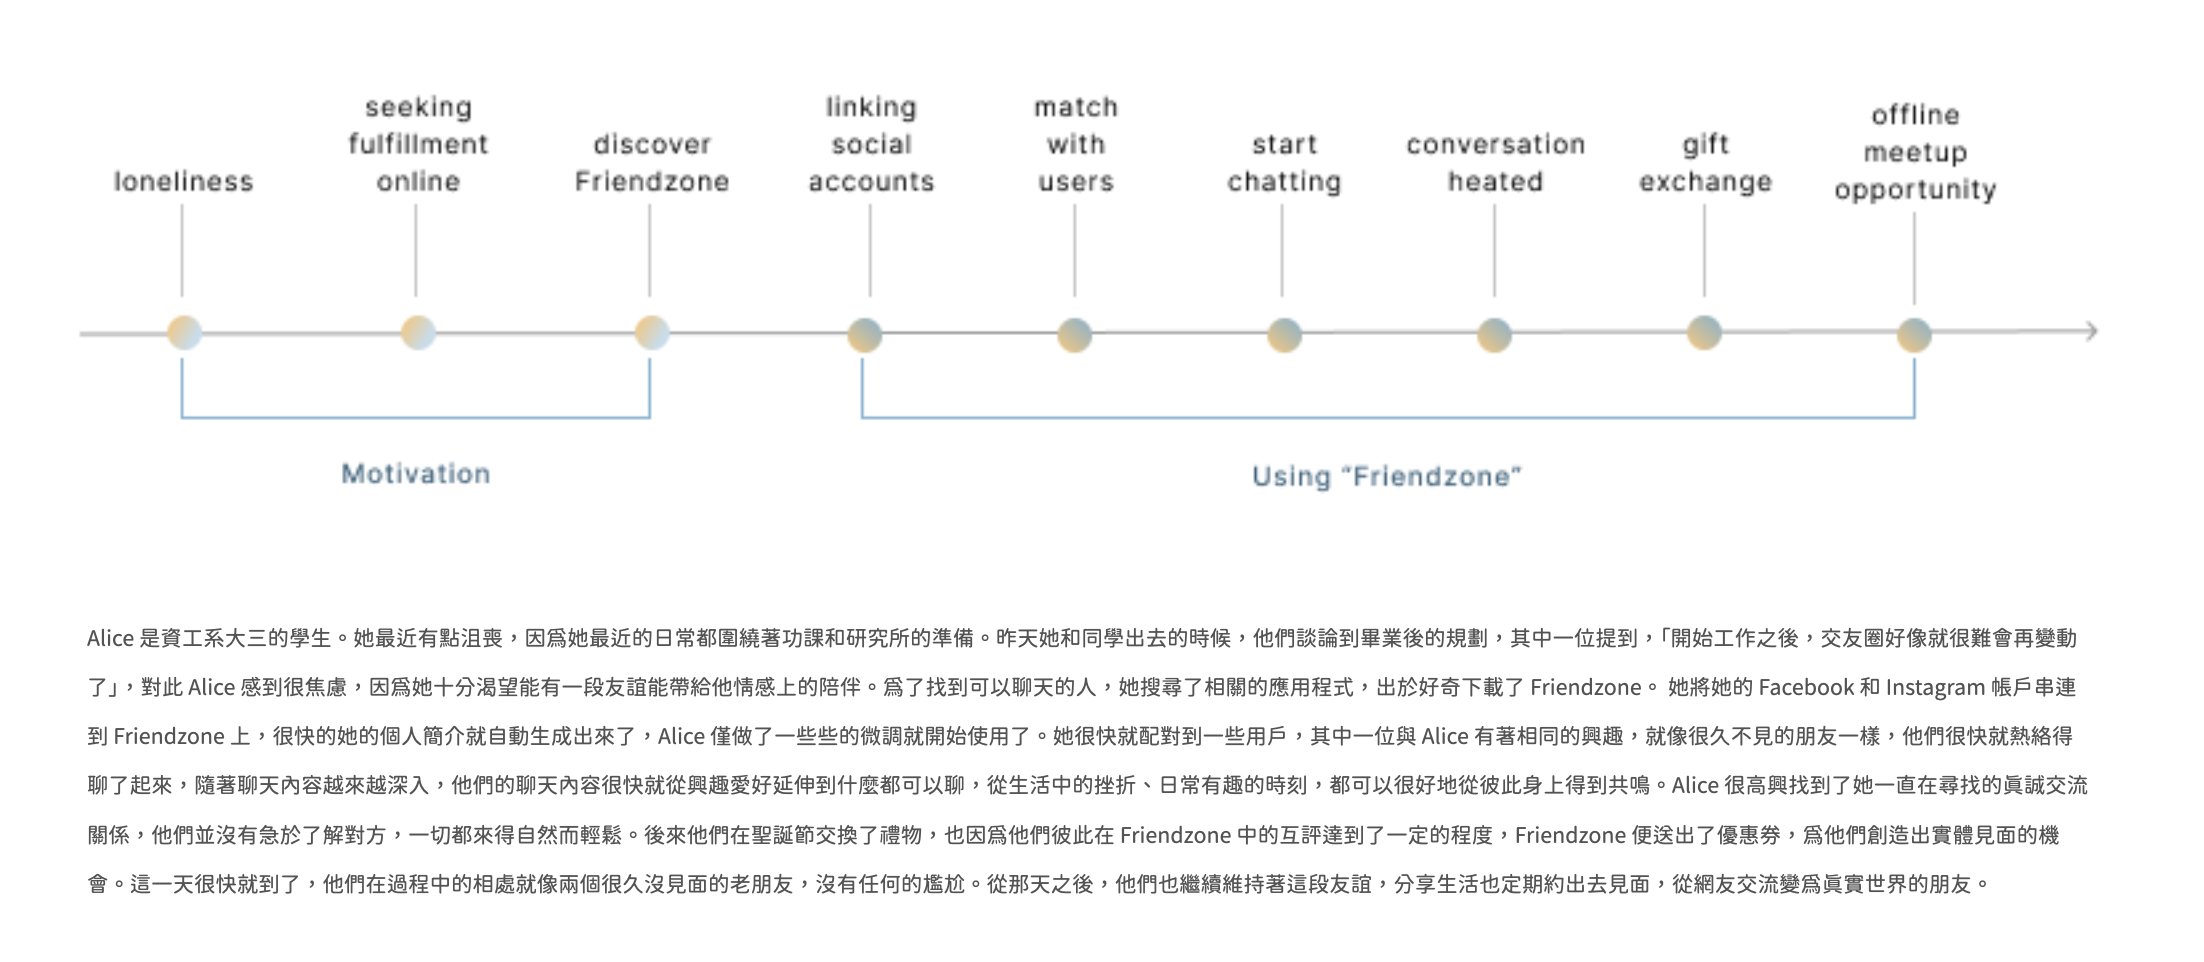 loneliness
seeking
fulfillment
online
discover
Friendzone
linking
social
accounts
match
with
users
start
chatting
conversation
heated
gift
exchange
offline
meetup
opportunity
Motivation
Using “Friendzone”
Alice 是資工系大三的學生。她最近有點沮喪，因為她最近的日常都圍繞著功課和研究所的準備。昨天她和同學出去的時候，他們談論到畢業後的規劃，其中一位提到，「開始工作之後，交友圈好像就很難會再變動
了」，對此 Alice 感到很焦慮，因為她十分渴望能有一段友誼能帶給他情感上的陪伴。為了找到可以聊天的人，她搜尋了相關的應用程式，出於好奇下載了 Friendzone。 她將她的 Facebook 和 Instagram 帳戶串連
到 Friendzone 上，很快的她的個人簡介就自動生成出來了，Alice 僅做了一些些的微調就開始使用了。她很快就配對到一些用戶，其中一位與 Alice 有著相同的興趣，就像很久不見的朋友一樣，他們很快就熱絡得
聊了起來，隨著聊天內容越來越深入，他們的聊天內容很快就從興趣愛好延伸到什麼都可以聊，從生活中的挫折、日常有趣的時刻，都可以很好地從彼此身上得到共鳴。Alice 很高興找到了她一直在尋找的真誠交流
關係，他們並沒有急於了解對方，一切都來得自然而輕鬆。後來他們在聖誕節交換了禮物，也因為他們彼此在 Friendzone 中的互評達到了一定的程度，Friendzone 便送出了優惠券，為他們創造出實體見面的機
會。這一天很快就到了，他們在過程中的相處就像兩個很久沒見面的老朋友，沒有任何的尷尬。從那天之後，他們也繼續維持著這段友誼，分享生活也定期約出去見面，從網友交流變為真實世界的朋友。